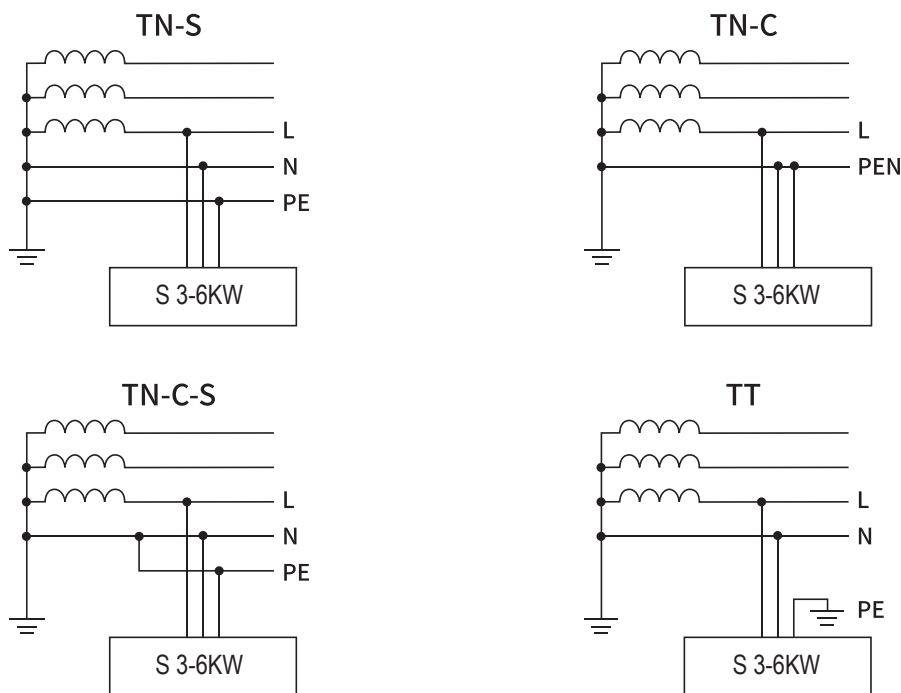 TN-S
L
N
PE
S 3-6KW
TN-C
L
PEN
S 3-6KW
TN-C-S
L
N
PE
S 3-6KW
TT
L
N
PE
S 3-6KW